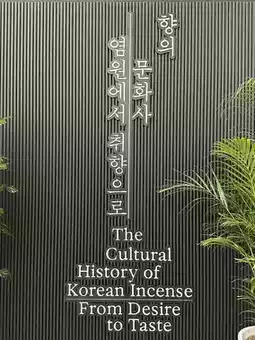 향의
문화사
염원에서 취향으로
The
Cultural
History of
Korean Incense
From Desire
to Taste